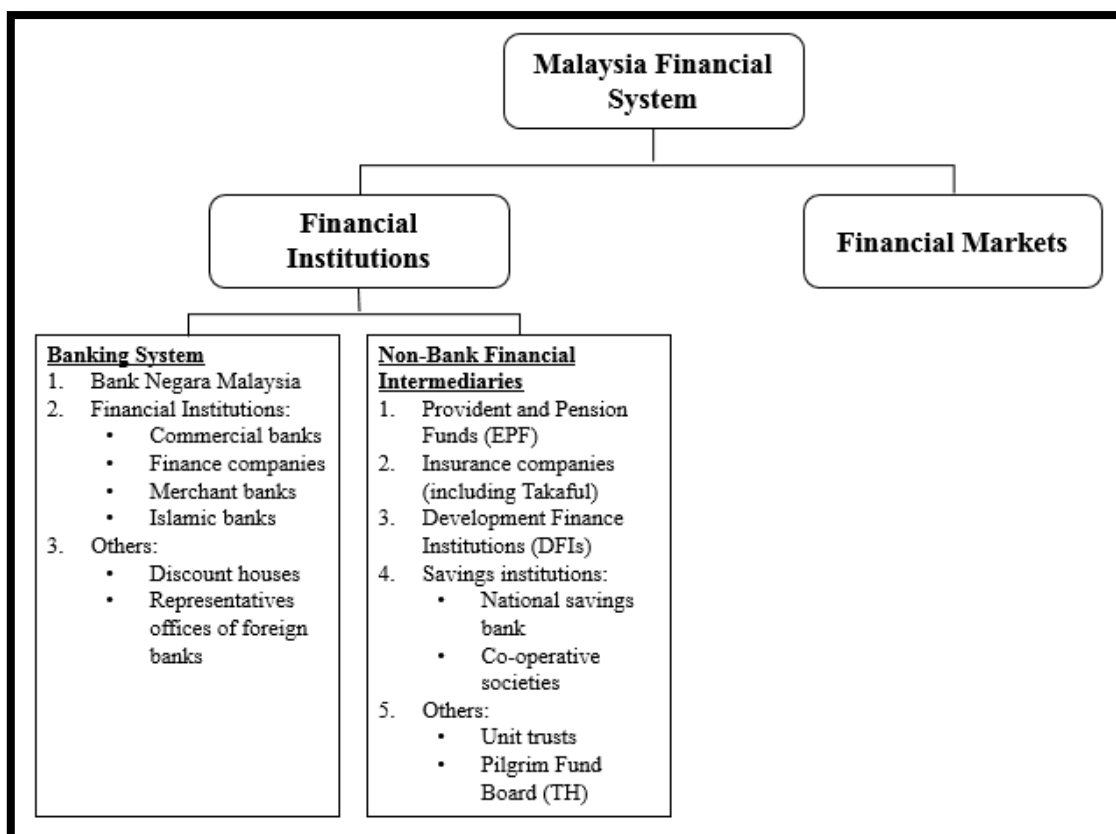 Malaysia Financial
System
Financial
Institutions
Financial Markets
Banking System
1. Bank Negara Malaysia
2. Financial Institutions:
• Commercial banks
• Finance companies
• Merchant banks
• Islamic banks
3. Others:
• Discount houses
• Representatives
offices of foreign
banks
Non-Bank Financial
Intermediaries
1. Provident and Pension
Funds (EPF)
2. Insurance companies
(including Takaful)
3. Development Finance
Institutions (DFIs)
4. Savings institutions:
• National savings
bank
• Co-operative
societies
5. Others:
• Unit trusts
• Pilgrim Fund
Board (TH)